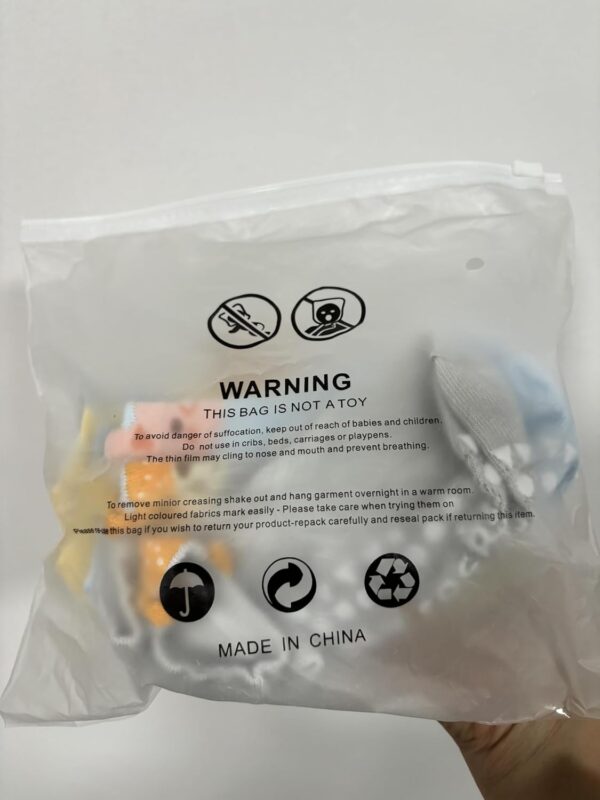 WARNING
THIS BAG IS NOT A TOY
To avoid danger of suffocation, keep out of reach of babies and children.
Do not use in cribs, beds, carriages or playpens.
The thin film may cling to nose and mouth and prevent breathing.
To remove minior creasing shake out and hang garment overnight in a warm room.
Light coloured fabrics mark easily - Please take care when trying them on
Please this bag if you wish to return your product-repack carefully and reseal pack if returning this item.
MADE IN CHINA